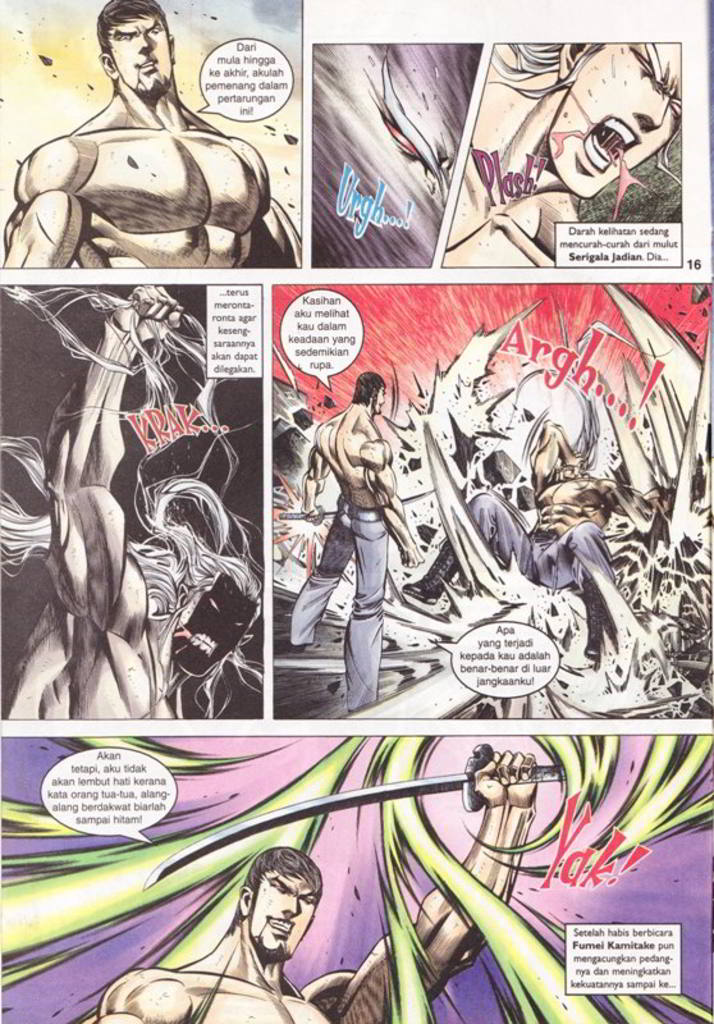 Dari
mula hingga
ke akhir, akulah
pemenang dalam
pertarungan
ini!
Urgh...!
Plash!
Darah kelihatan sedang
mencurah-curah dari mulut
Serigala Jadian. Dia...
16
...terus
meronta-
ronta agar
keseng-
saraannya
akan dapat
dilegakan.
KRAK...
Kasihan
aku melihat
kau dalam
keadaan yang
sedemikian
rupa.
Argh....!
Apa
yang terjadi
kepada kau adalah
benar-benar di luar
jangkaanku!
Akan
tetapi, aku tidak
akan lembut hati kerana
kata orang tua-tua, alang-
alang berdakwat biarlah
sampai hitam!
Yak!!
Setelah habis berbicara
Fumei Kamitake pun
mengacungkan pedang-
nya dan meningkatkan
kekuatannya sampai ke...